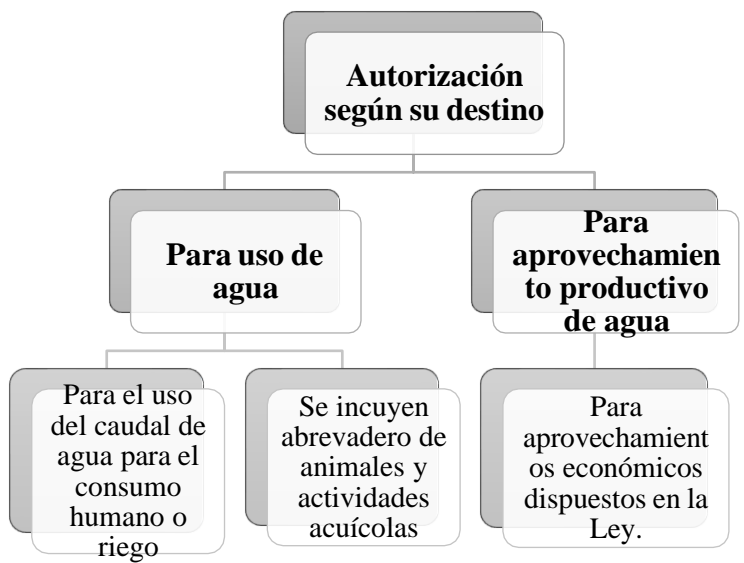 Autorización
según su destino
Para uso de
agua
Para
aprovechamien
to productivo
de agua
Para el uso
del caudal de
agua para el
consumo
humano o
riego
Se incuyen
abrevadero de
animales y
actividades
acuícolas
Para
aprovechamient
os económicos
dispuestos en la
Ley.